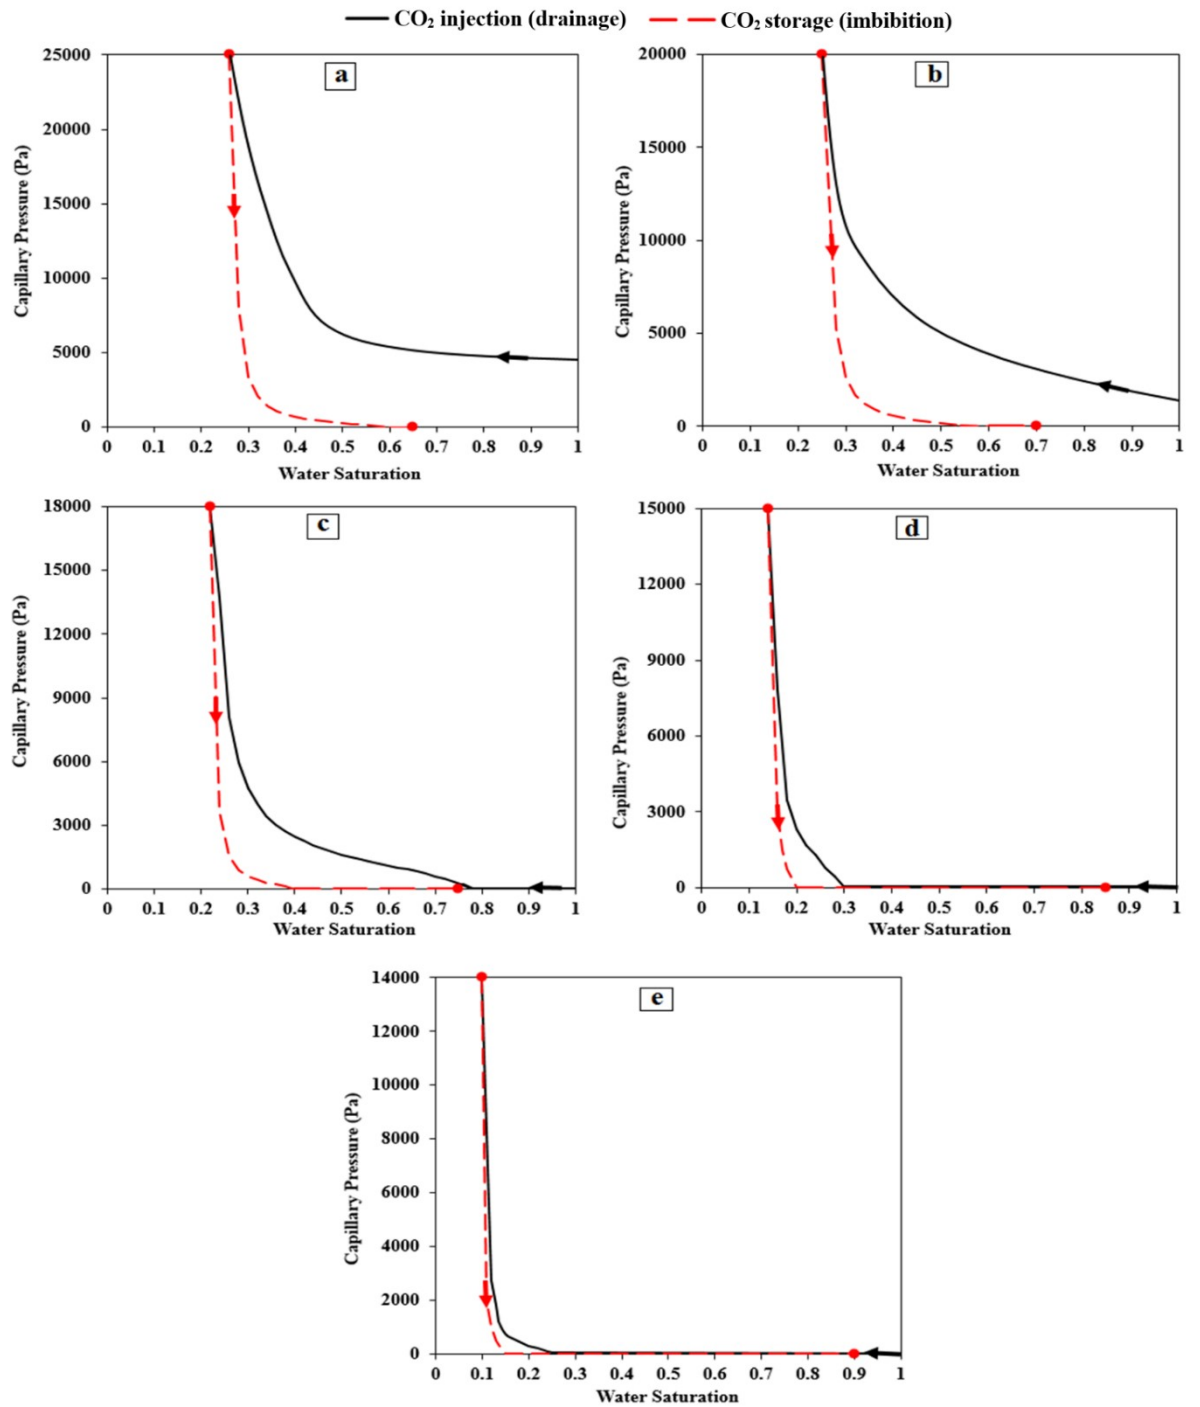 CO₂ injection (drainage) CO₂ storage (imbibition)
a
25000
20000
15000
10000
5000
0
Capillary Pressure (Pa)
0 0.1 0.2 0.3 0.4 0.5 0.6 0.7 0.8 0.9 1
Water Saturation
b
20000
15000
10000
5000
0
Capillary Pressure (Pa)
0 0.1 0.2 0.3 0.4 0.5 0.6 0.7 0.8 0.9 1
Water Saturation
c
18000
15000
12000
9000
6000
3000
0
Capillary Pressure (Pa)
0 0.1 0.2 0.3 0.4 0.5 0.6 0.7 0.8 0.9 1
Water Saturation
d
15000
12000
9000
6000
3000
0
Capillary Pressure (Pa)
0 0.1 0.2 0.3 0.4 0.5 0.6 0.7 0.8 0.9 1
Water Saturation
e
14000
12000
10000
8000
6000
4000
2000
0
Capillary Pressure (Pa)
0 0.1 0.2 0.3 0.4 0.5 0.6 0.7 0.8 0.9 1
Water Saturation